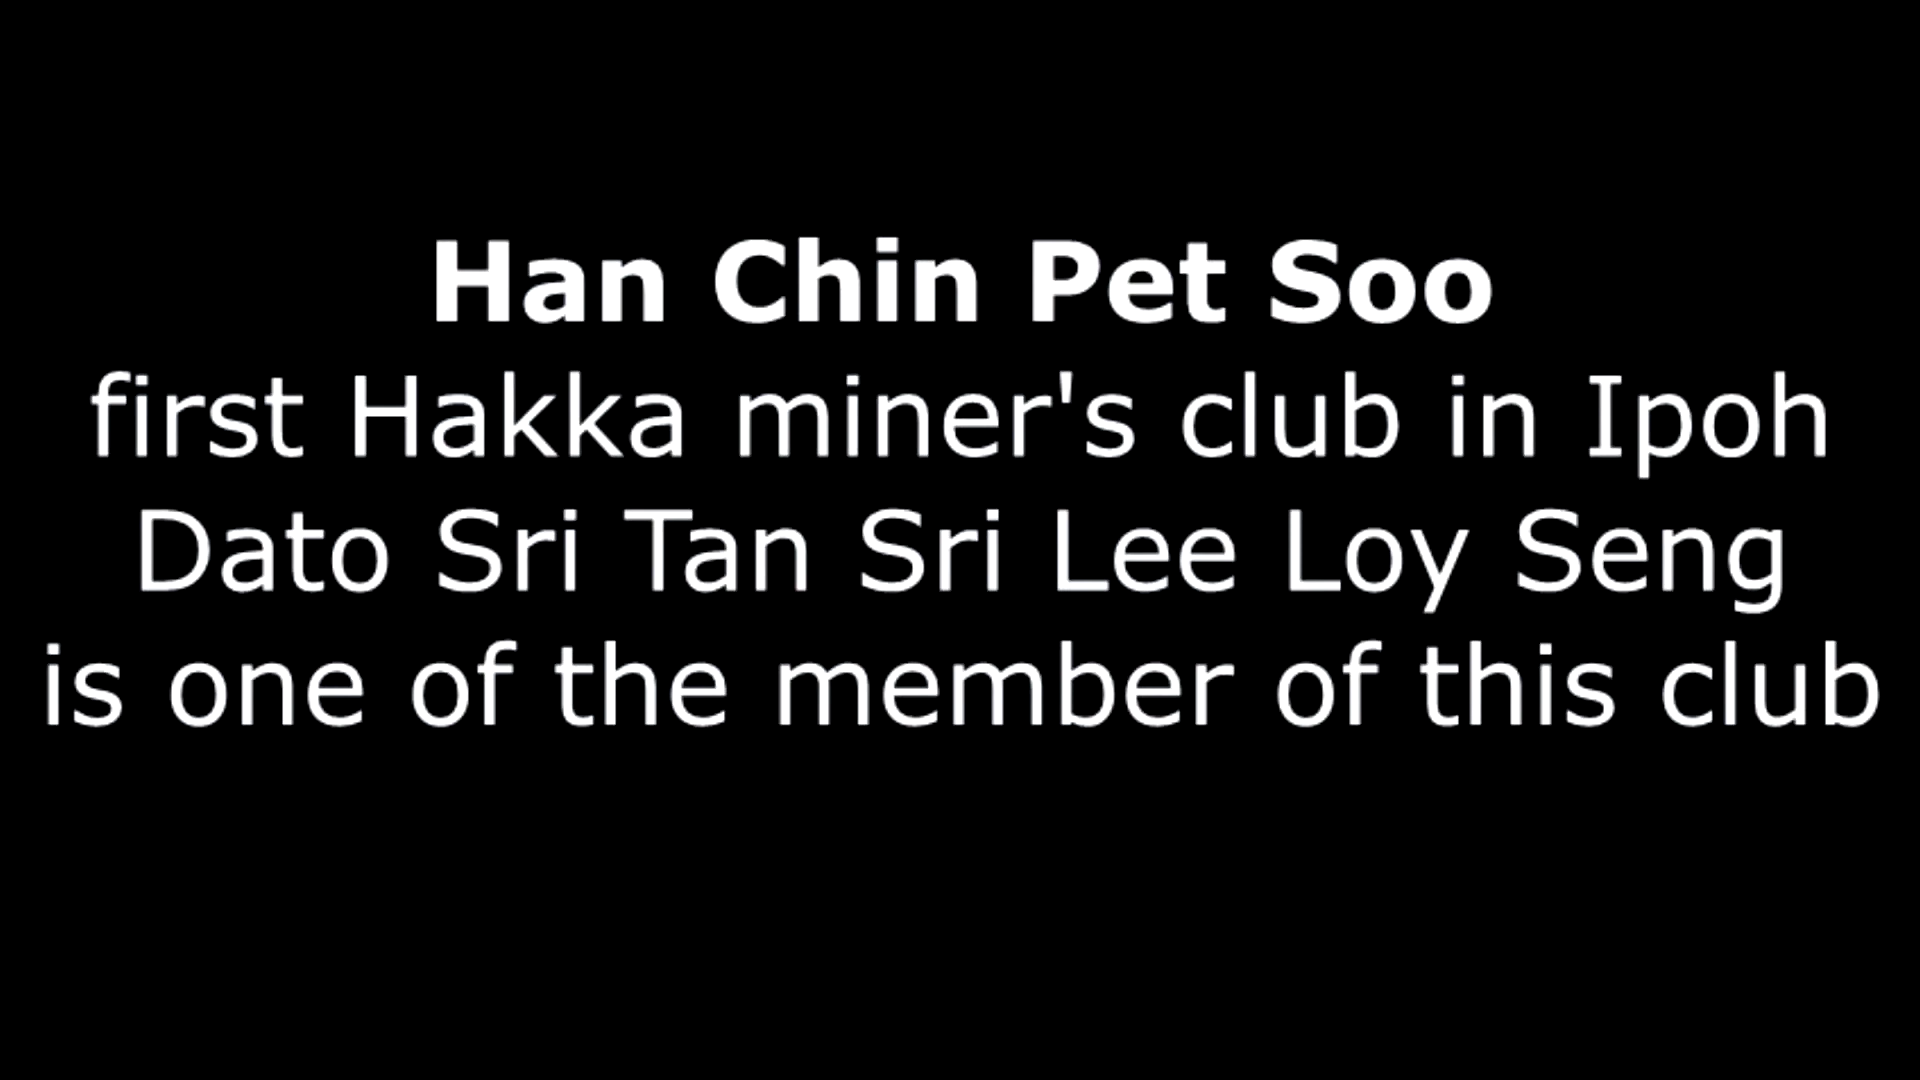 Han Chin Pet Soo
first Hakka miner's club in Ipoh
Dato Sri Tan Sri Lee Loy Seng
is one of the member of this club